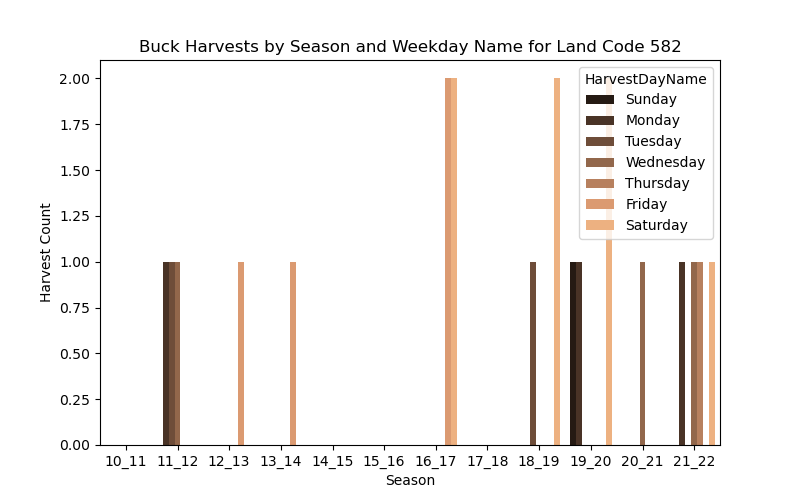 Buck Harvests by Season and Weekday Name for Land Code 582
2.00
1.75
1.50
1.25
1.00
0.75
0.50
0.25
0.00
Harvest Count
HarvestDayName
Sunday
Monday
Tuesday
Wednesday
Thursday
Friday
Saturday
10_11 11_12 12_13 13_14 14_15 15_16 16_17 17_18 18_19 19_20 20_21 21_22
Season